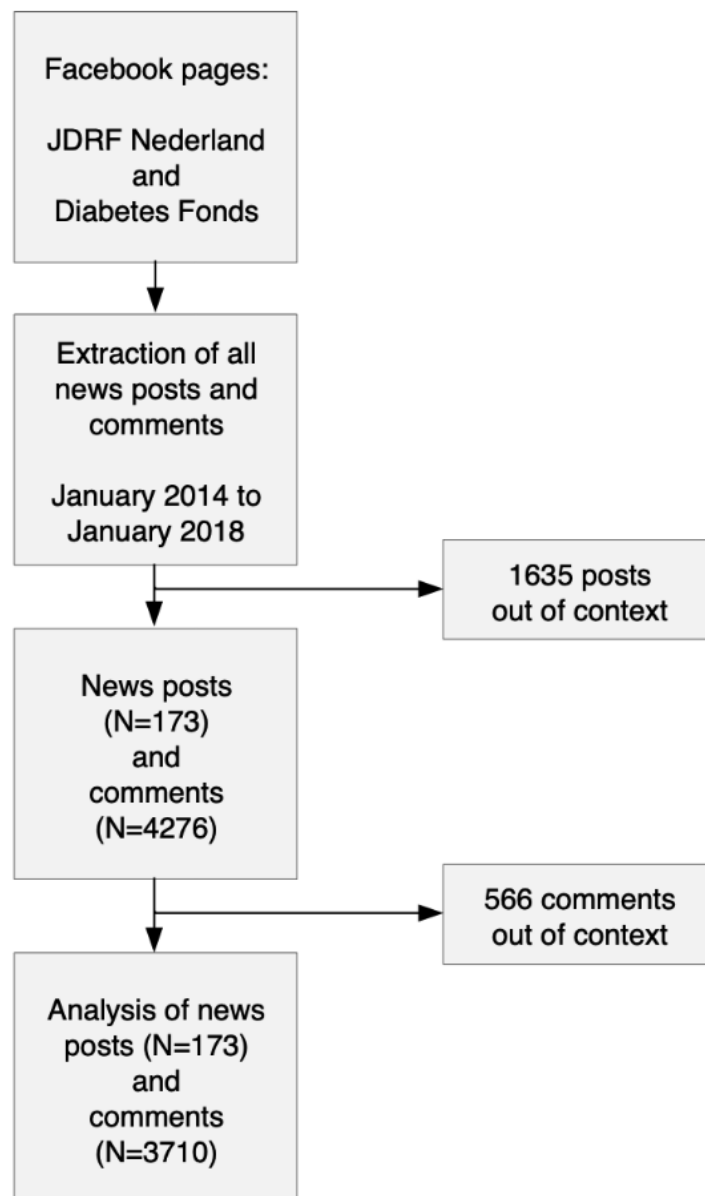 Facebook pages:
JDRF Nederland
and
Diabetes Fonds
Extraction of all
news posts and
comments
January 2014 to
January 2018
1635 posts
out of context
News posts
(N=173)
and
comments
(N=4276)
566 comments
out of context
Analysis of news
posts (N=173)
and
comments
(N=3710)